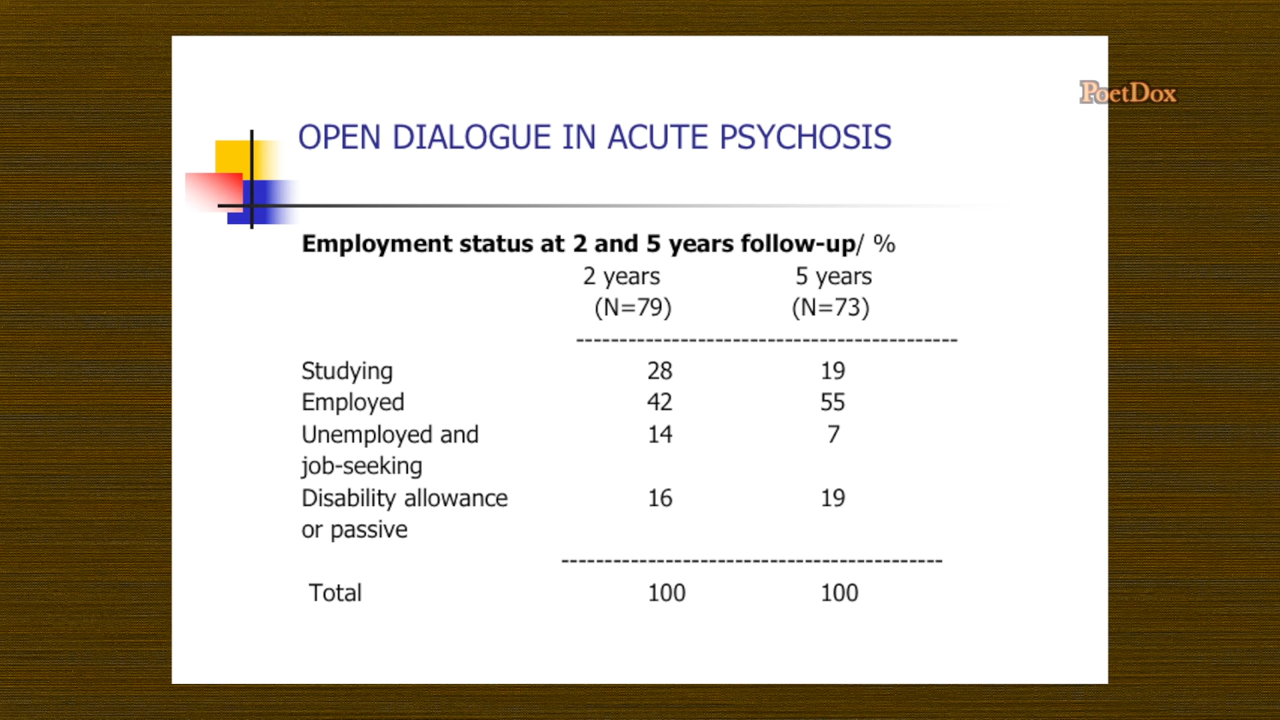 PoetDox
OPEN DIALOGUE IN ACUTE PSYCHOSIS
Employment status at 2 and 5 years follow-up/ %
2 years 5 years
(N=79) (N=73)
--------------------------------------------
Studying 28 19
Employed 42 55
Unemployed and 14 7
job-seeking
Disability allowance 16 19
or passive
--------------------------------------------
Total 100 100